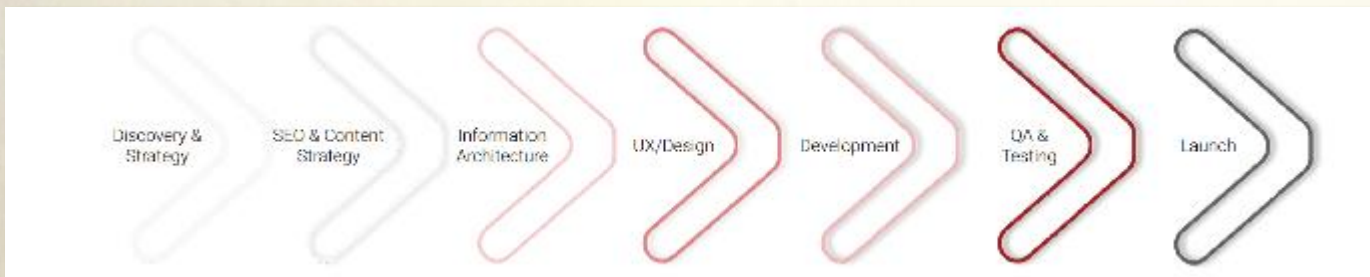 Discovery &
Strategy
SEO & Content
Strategy
Information
Architecture
UX/Design
Development
QA &
Testing
Launch